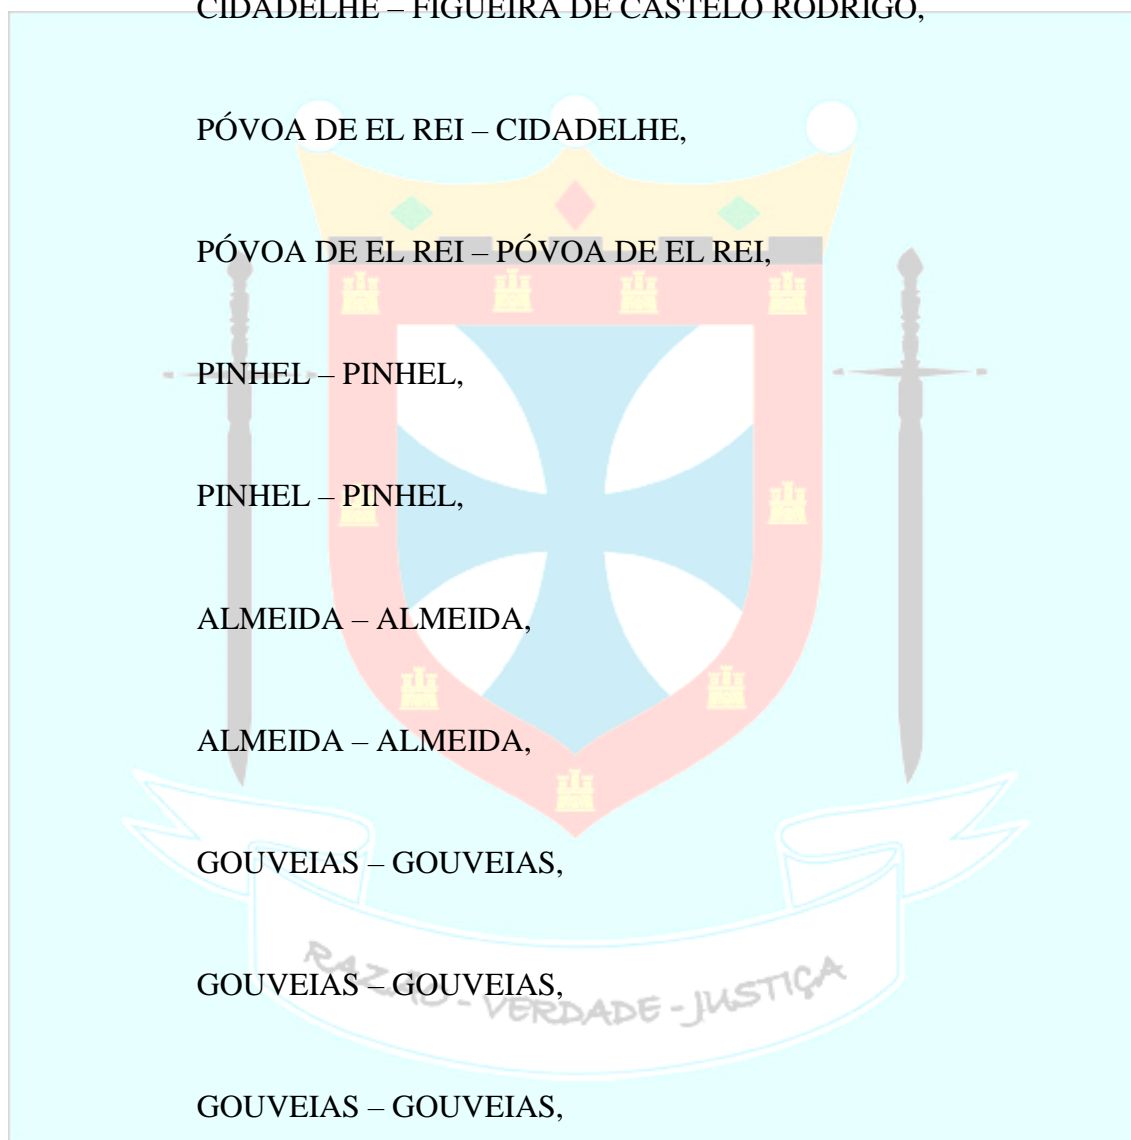 CIDADELHE – FIGUEIRA DE CASTELO RODRIGO,
PÓVOA DE EL REI – CIDADELHE,
PÓVOA DE EL REI – PÓVOA DE EL REI,
PINHEL – PINHEL,
PINHEL – PINHEL,
ALMEIDA – ALMEIDA,
ALMEIDA – ALMEIDA,
GOUVEIAS – GOUVEIAS,
GOUVEIAS – GOUVEIAS,
RAZÃO - VERDADE - JUSTIÇA
GOUVEIAS – GOUVEIAS,